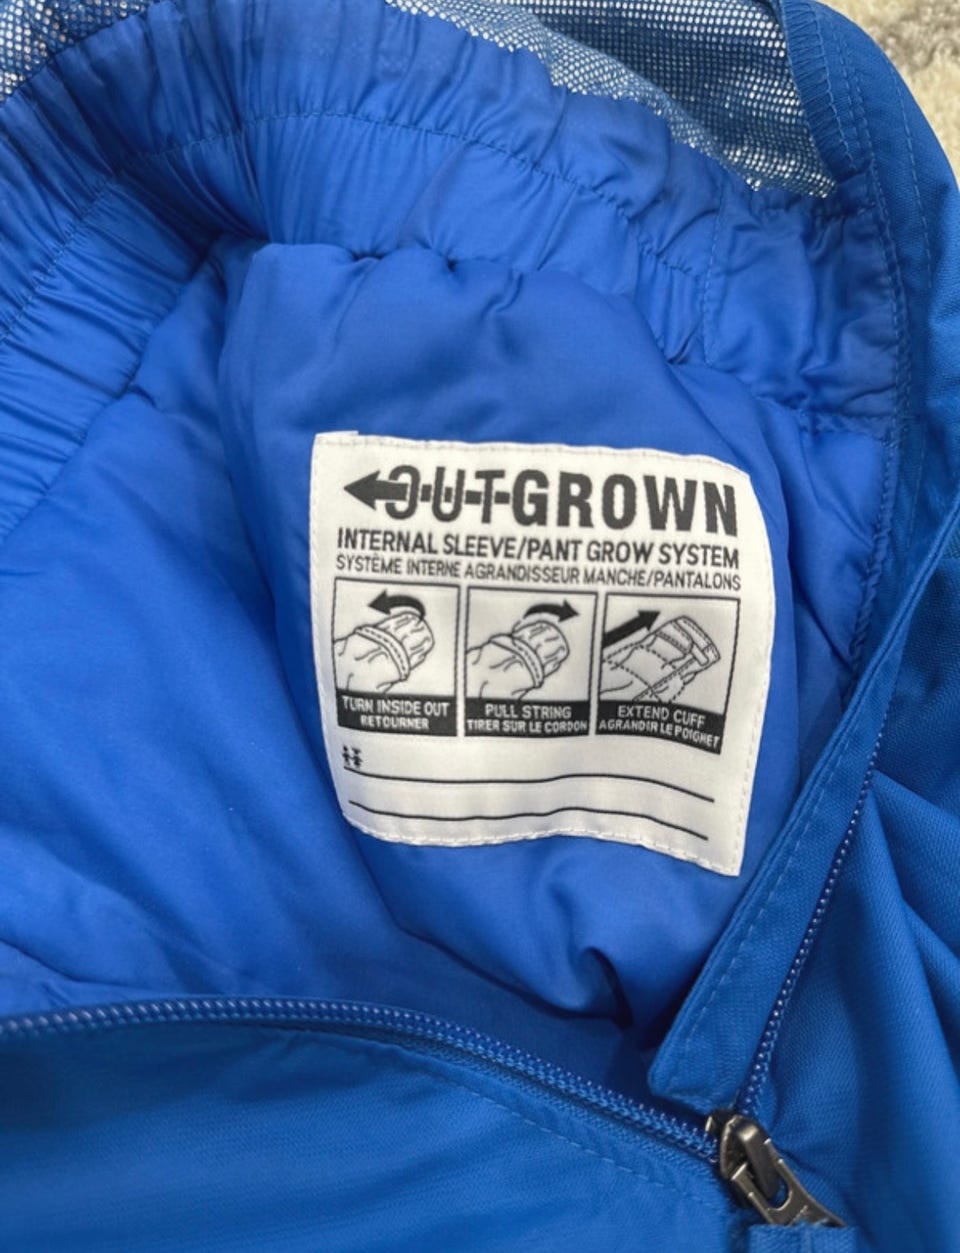 OUTGROWN
INTERNAL SLEEVE/PANT GROW SYSTEM
SYSTÈME INTERNE AGRANDISSEUR MANCHE/PANTALONS
TURN INSIDE OUT
RETOURNER
PULL STRING
TIRER SUR LE CORDON
EXTEND CUFF
AGRANDIR LE POIGNET